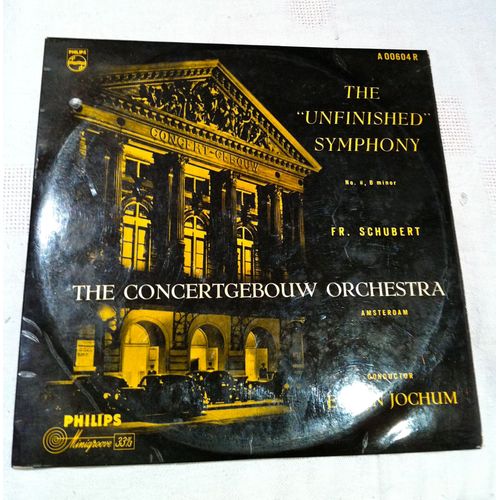 PHILIPS
A 00604 R
THE
"UNFINISHED"
SYMPHONY
No. 8, B minor
CONCERT-GEBOUW
FR. SCHUBERT
THE CONCERTGEBOUW ORCHESTRA
AMSTERDAM
CONDUCTOR
JOCHUM
PHILIPS
Minigroove 33⅓